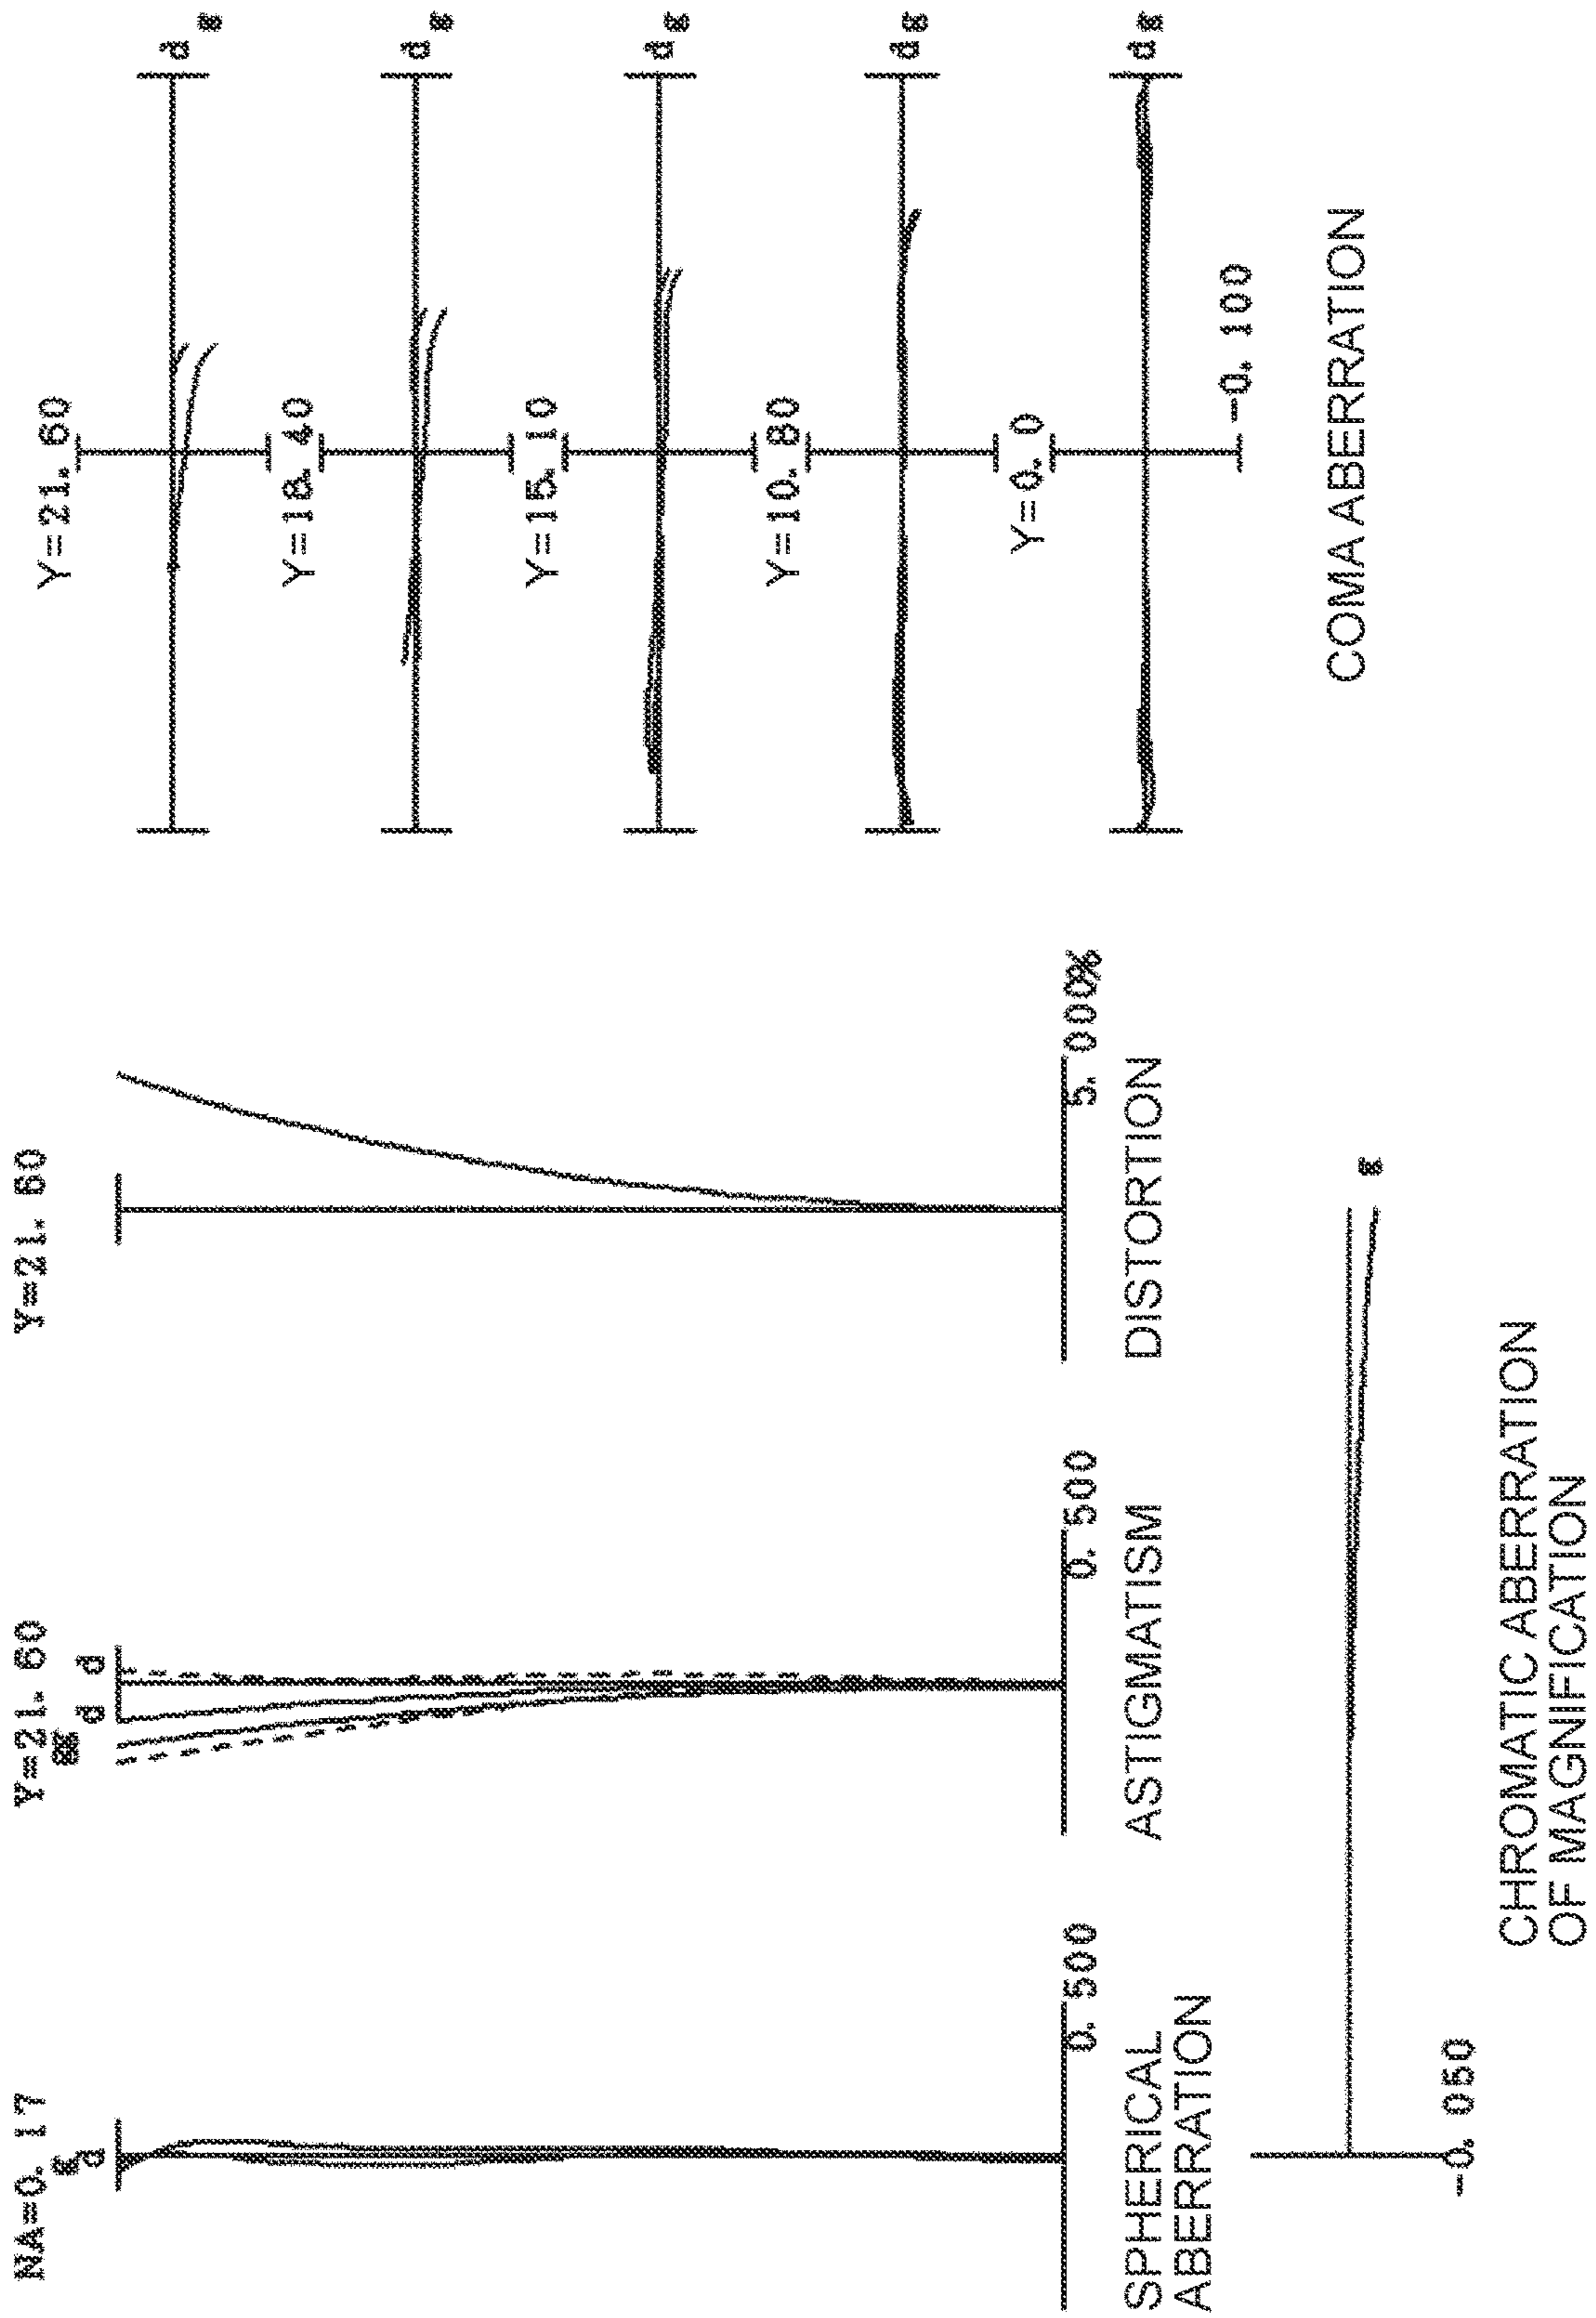 NA=0. 17
g
d
0. 500
SPHERICAL
ABERRATION
Y=21. 60
g
d
d
0. 500
ASTIGMATISM
Y=21. 60
5. 000%
DISTORTION
Y=21. 60
d
g
Y=18. 40
d
g
Y=15. 10
d
g
Y=10. 80
d
g
Y=0. 0
d
g
-0. 100
COMA ABERRATION
g
-0. 050
CHROMATIC ABERRATION
OF MAGNIFICATION